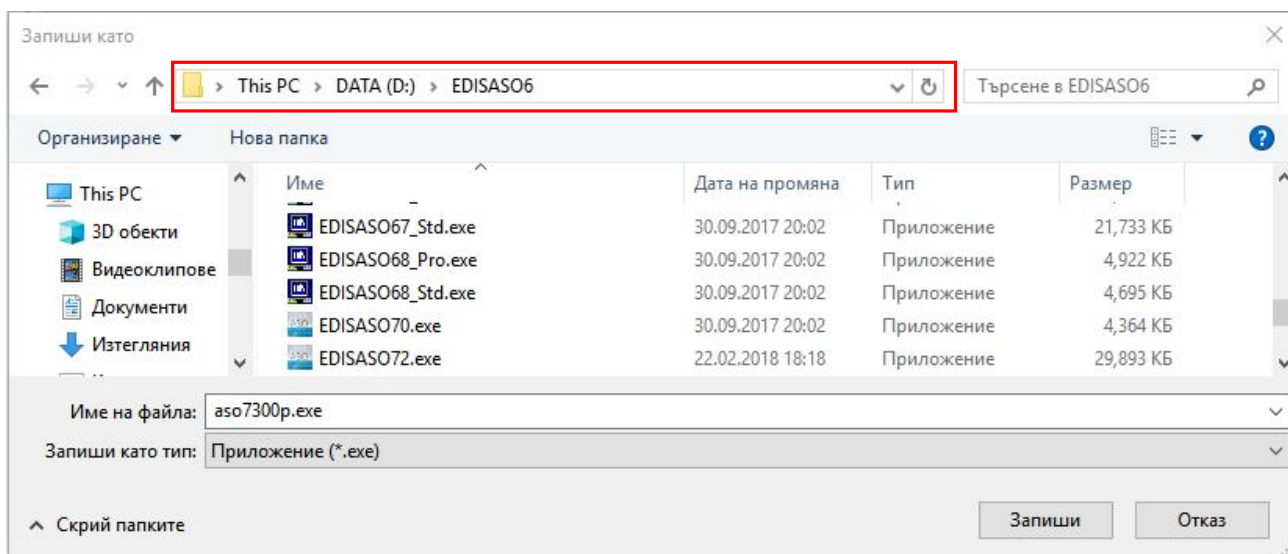 Запиши като
This PC > DATA (D:) > EDISASO6
Търсене в EDISASO6
Организиране
Нова папка
This PC
3D обекти
Видеоклипове
Документи
Изтегляния
Име Дата на промяна Тип Размер
EDISASO67_Std.exe 30.09.2017 20:02 Приложение 21,733 КБ
EDISASO68_Pro.exe 30.09.2017 20:02 Приложение 4,922 КБ
EDISASO68_Std.exe 30.09.2017 20:02 Приложение 4,695 КБ
EDISASO70.exe 30.09.2017 20:02 Приложение 4,364 КБ
EDISASO72.exe 22.02.2018 18:18 Приложение 29,893 КБ
Име на файла: aso7300p.exe
Запиши като тип: Приложение (*.exe)
Скрий папките
Запиши
Отказ